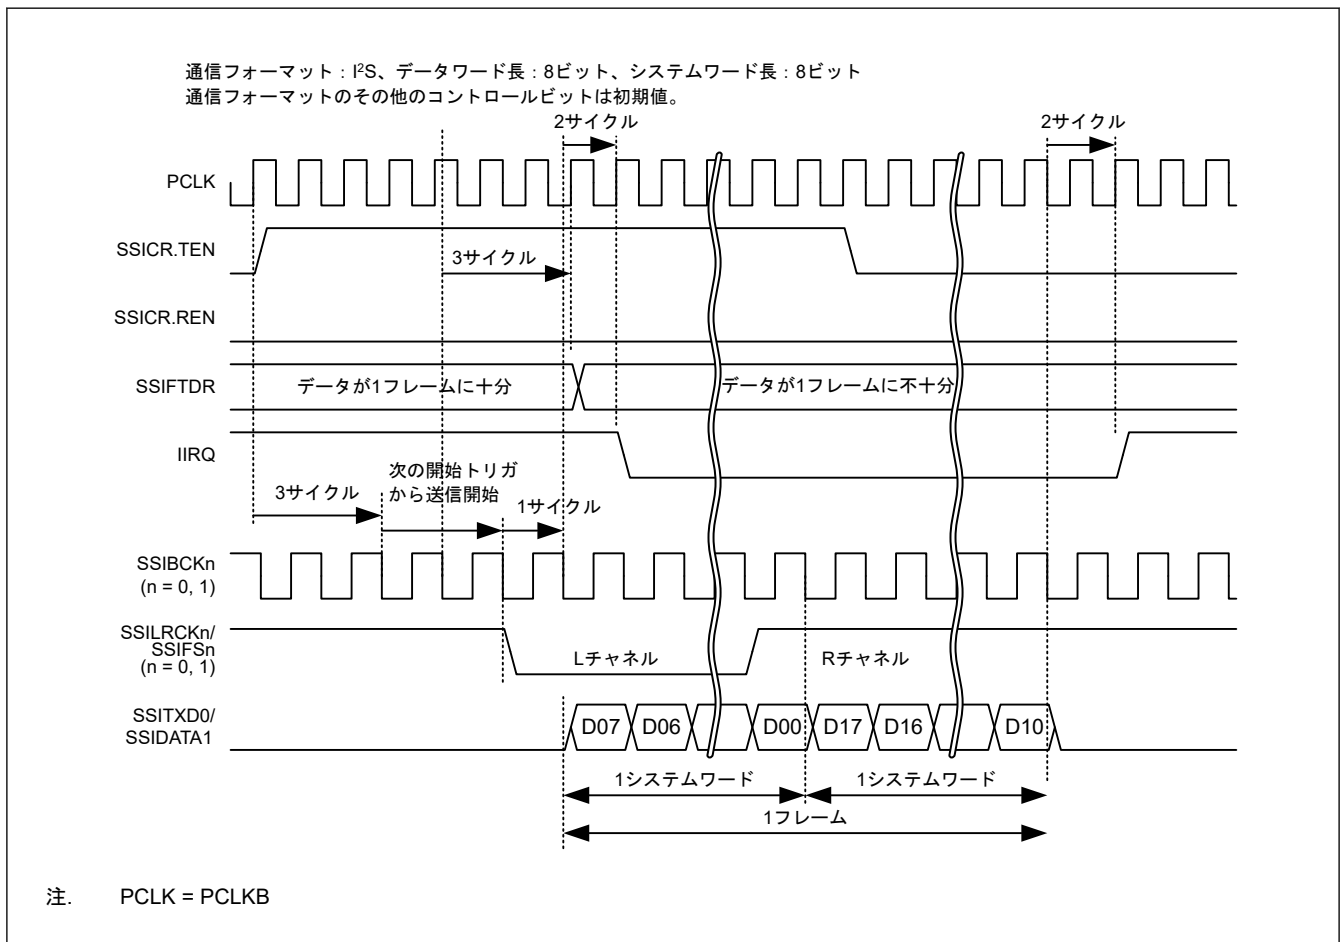 通信フォーマット：I²S、データワード長：8ビット、システムワード長：8ビット
通信フォーマットのその他のコントロールビットは初期値。
2サイクル
2サイクル
PCLK
SSICR.TEN
3サイクル
SSICR.REN
SSIFTDR
データが1フレームに十分
データが1フレームに不十分
IIRQ
3サイクル
次の開始トリガ
から送信開始
1サイクル
SSIBCKn
(n = 0, 1)
SSILRCKn/
SSIFSn
(n = 0, 1)
Lチャネル
Rチャネル
SSITXD0/
SSIDATA1
D07
D06
D00
D17
D16
D10
1システムワード
1システムワード
1フレーム
注. PCLK = PCLKB